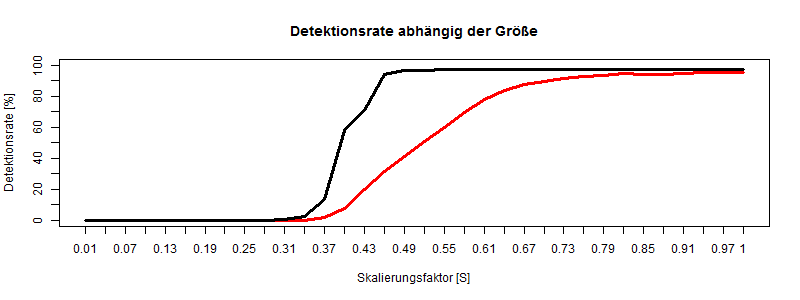 Detektionsrate abhängig der Größe
Detektionsrate [%]
100
80
60
40
20
0
0.01 0.07 0.13 0.19 0.25 0.31 0.37 0.43 0.49 0.55 0.61 0.67 0.73 0.79 0.85 0.91 0.97 1
Skalierungsfaktor [S]